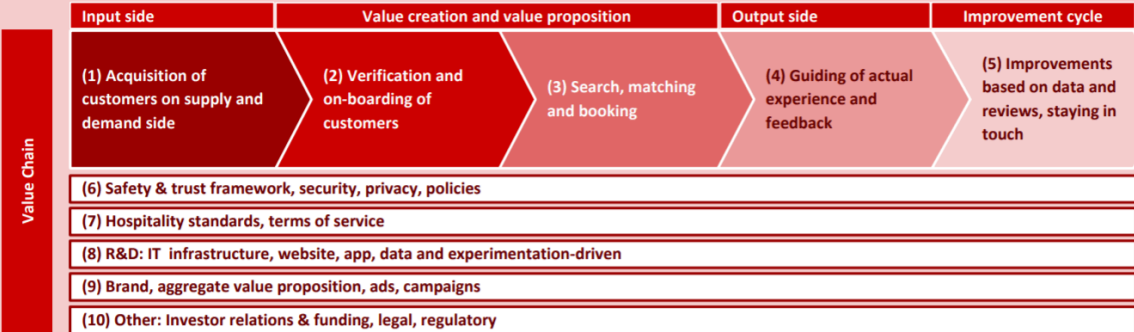 Input side
Value creation and value proposition
Output side
Improvement cycle
Value Chain
(1) Acquisition of
customers on supply and
demand side
(2) Verification and
on-boarding of
customers
(3) Search, matching
and booking
(4) Guiding of actual
experience and
feedback
(5) Improvements
based on data and
reviews, staying in
touch
(6) Safety & trust framework, security, privacy, policies
(7) Hospitality standards, terms of service
(8) R&D: IT infrastructure, website, app, data and experimentation-driven
(9) Brand, aggregate value proposition, ads, campaigns
(10) Other: Investor relations & funding, legal, regulatory